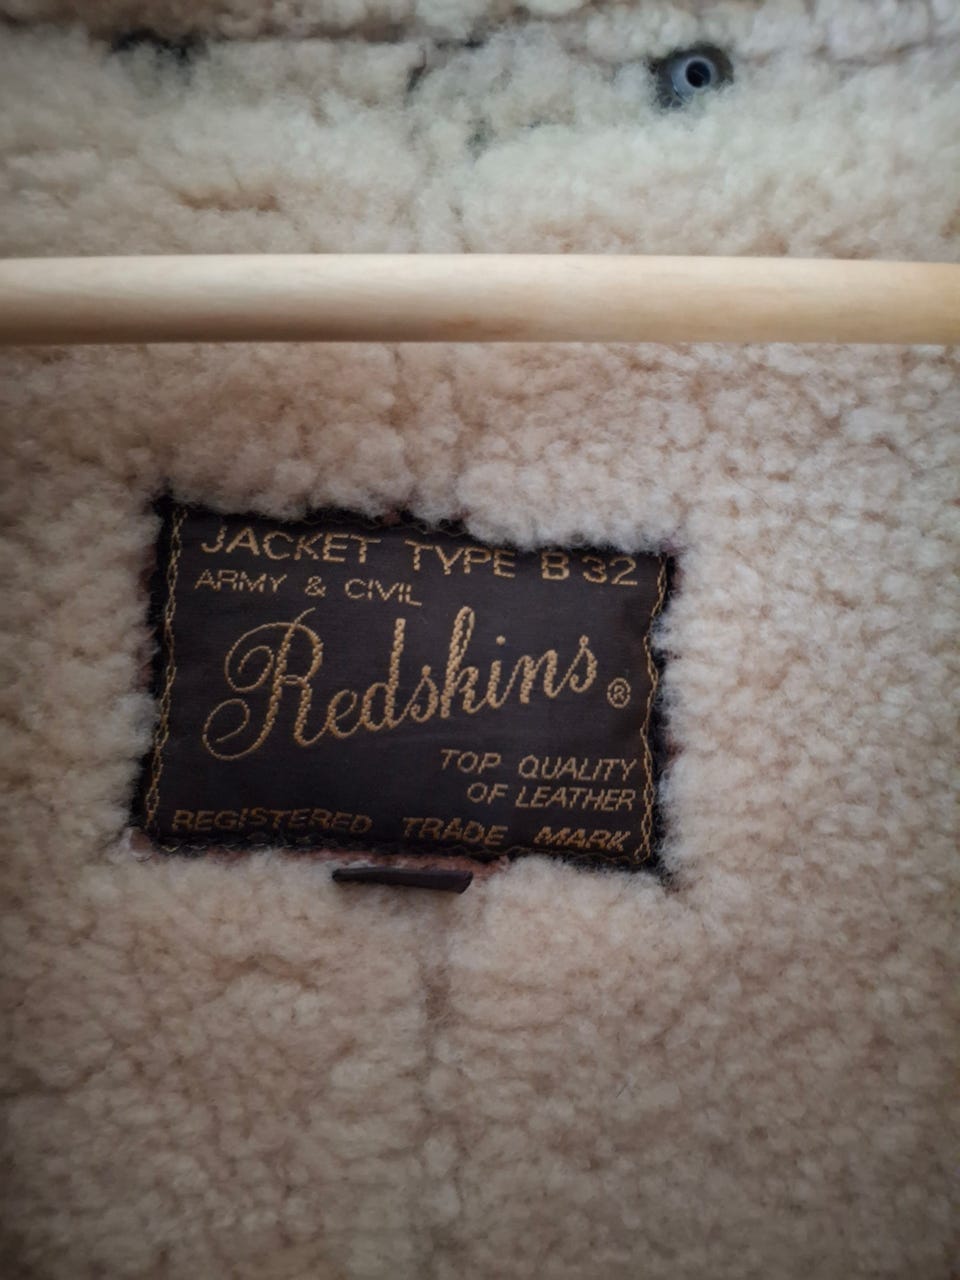 JACKET TYPE B 32
ARMY & CIVIL
Redskins ®
TOP QUALITY
OF LEATHER
REGISTERED TRADE MARK